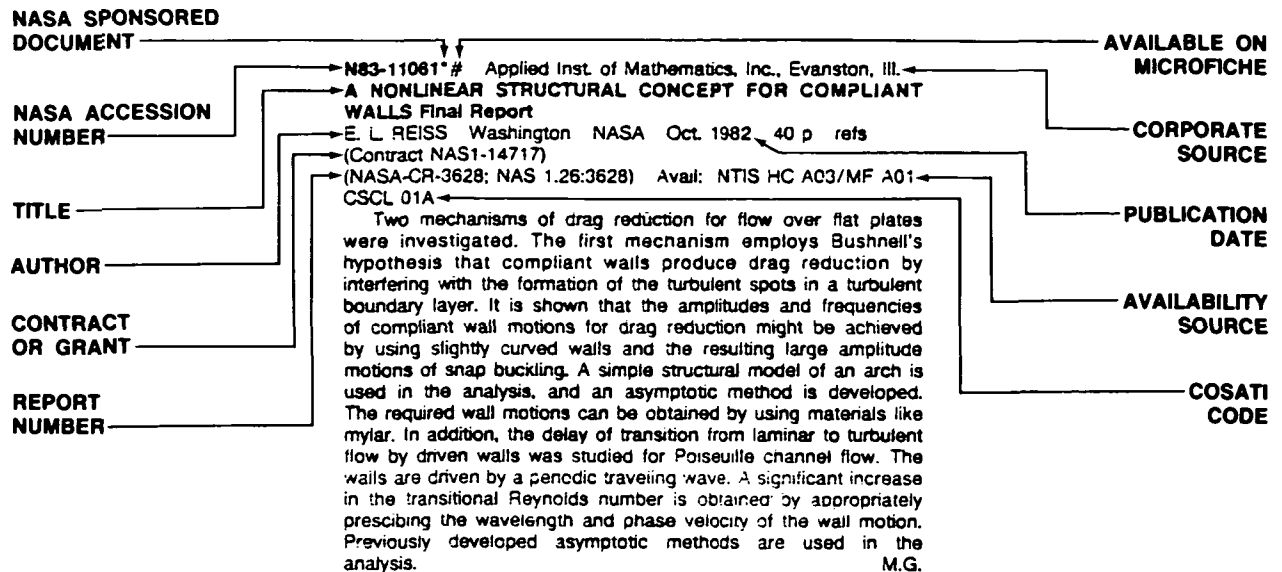 NASA SPONSORED
DOCUMENT
AVAILABLE ON
MICROFICHE
N83-11061*# Applied Inst. of Mathematics, Inc., Evanston, Ill.
A NONLINEAR STRUCTURAL CONCEPT FOR COMPLIANT
WALLS Final Report
NASA ACCESSION
NUMBER
E. L. REISS Washington NASA Oct. 1982 40 p refs
CORPORATE
SOURCE
(Contract NAS1-14717)
(NASA-CR-3628; NAS 1.26:3628) Avail: NTIS HC A03/MF A01
CSCL 01A
TITLE
PUBLICATION
DATE
AUTHOR
CONTRACT
OR GRANT
AVAILABILITY
SOURCE
REPORT
NUMBER
COSATI
CODE
Two mechanisms of drag reduction for flow over flat plates
were investigated. The first mechanism employs Bushnell's
hypothesis that compliant walls produce drag reduction by
interfering with the formation of the turbulent spots in a turbulent
boundary layer. It is shown that the amplitudes and frequencies
of compliant wall motions for drag reduction might be achieved
by using slightly curved walls and the resulting large amplitude
motions of snap buckling. A simple structural model of an arch is
used in the analysis, and an asymptotic method is developed.
The required wall motions can be obtained by using materials like
mylar. In addition, the delay of transition from laminar to turbulent
flow by driven walls was studied for Poiseuille channel flow. The
walls are driven by a periodic traveling wave. A significant increase
in the transitional Reynolds number is obtained by appropriately
prescibing the wavelength and phase velocity of the wall motion.
Previously developed asymptotic methods are used in the
analysis. M.G.